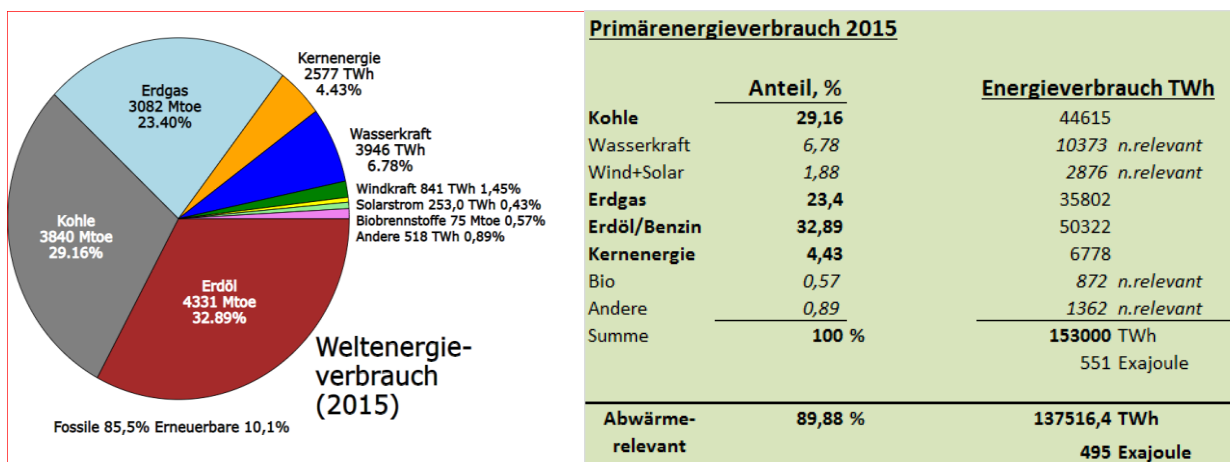 Kernenergie
2577 TWh
4.43%
Erdgas
3082 Mtoe
23.40%
Wasserkraft
3946 TWh
6.78%
Windkraft 841 TWh 1,45%
Solarstrom 253,0 TWh 0,43%
Biobrennstoffe 75 Mtoe 0,57%
Andere 518 TWh 0,89%
Kohle
3840 Mtoe
29.16%
Erdöl
4331 Mtoe
32.89%
Weltenergie-
verbrauch
(2015)
Fossile 85,5% Erneuerbare 10,1%
Primärenergieverbrauch 2015
Anteil, % Energieverbrauch TWh
Kohle 29,16 44615
Wasserkraft 6,78 10373 n.relevant
Wind+Solar 1,88 2876 n.relevant
Erdgas 23,4 35802
Erdöl/Benzin 32,89 50322
Kernenergie 4,43 6778
Bio 0,57 872 n.relevant
Andere 0,89 1362 n.relevant
Summe 100 % 153000 TWh
551 Exajoule
Abwärme- 89,88 % 137516,4 TWh
relevant 495 Exajoule